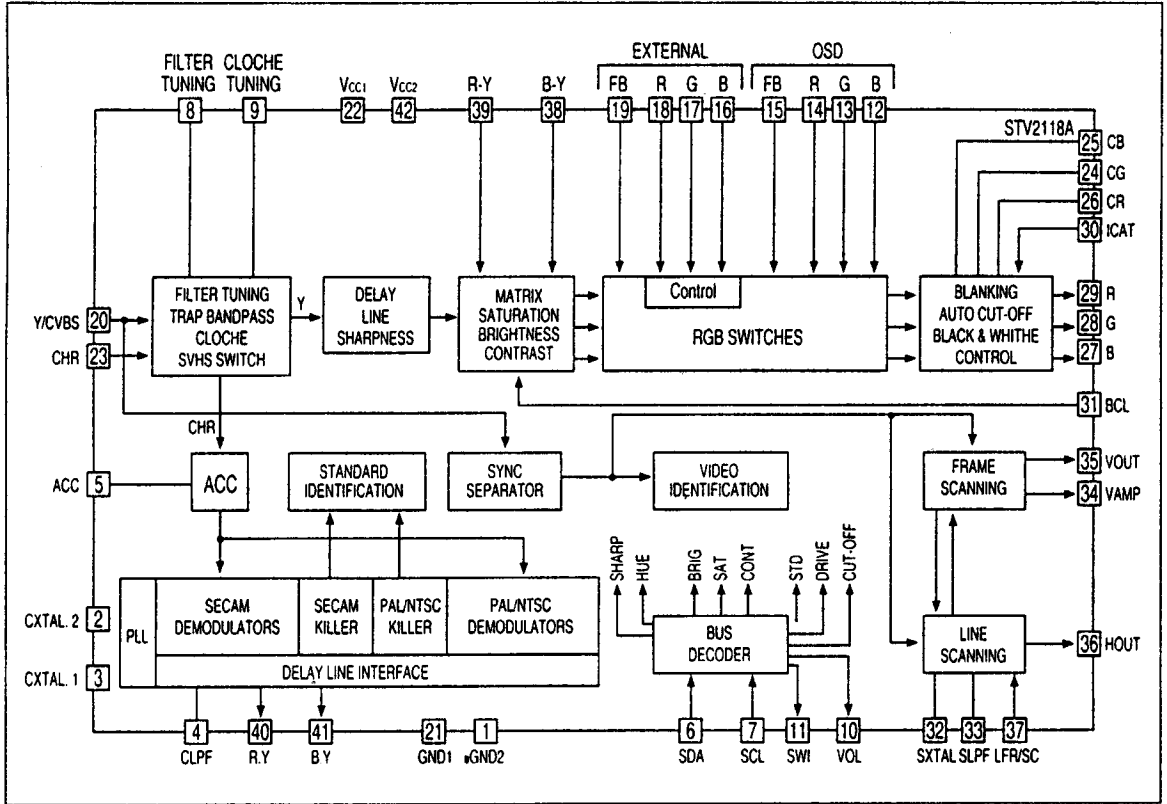 FILTER TUNING
CLOCHE TUNING
VCC1
VCC2
R-Y
B-Y
EXTERNAL
FB R G B
OSD
FB R G B
8 9 22 42 39 38 19 18 17 16 15 14 13 12
STV2118A
25 CB
24 CG
26 CR
30 ICAT
29 R
28 G
27 B
31 BCL
35 VOUT
34 VAMP
36 HOUT
Y/CVBS 20
CHR 23
ACC 5
CXTAL. 2 2
CXTAL. 1 3
FILTER TUNING
TRAP BANDPASS
CLOCHE
SVHS SWITCH
Y
DELAY
LINE
SHARPNESS
MATRIX
SATURATION
BRIGHTNESS
CONTRAST
Control
RGB SWITCHES
BLANKING
AUTO CUT-OFF
BLACK & WHITHE
CONTROL
CHR
ACC
STANDARD
IDENTIFICATION
SYNC
SEPARATOR
VIDEO
IDENTIFICATION
FRAME
SCANNING
SHARP
HUE
BRIG
SAT
CONT
STD
DRIVE
CUT-OFF
PLL
SECAM
DEMODULATORS
SECAM
KILLER
PAL/NTSC
KILLER
PAL/NTSC
DEMODULATORS
DELAY LINE INTERFACE
BUS
DECODER
LINE
SCANNING
4 40 41 21 1 6 7 11 10 32 33 37
CLPF R.Y B.Y GND1 GND2 SDA SCL SWI VOL SXTAL SLPF LFR/SC